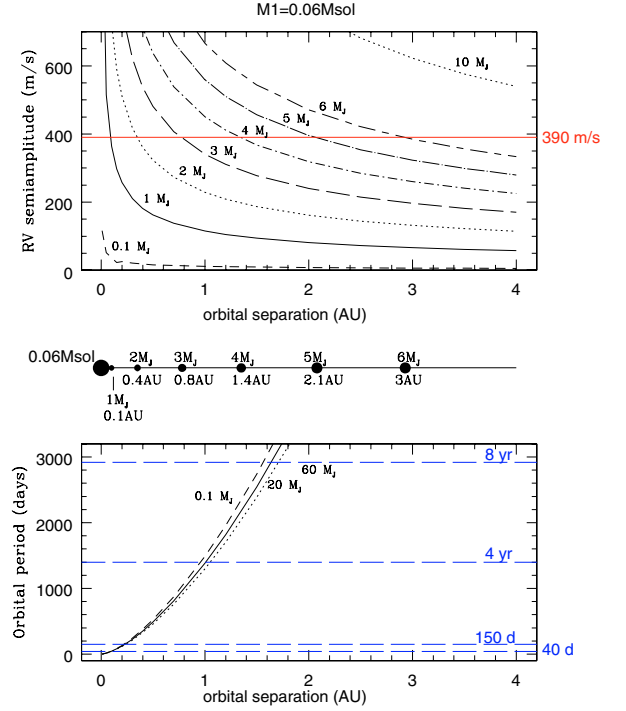 M1=0.06Msol
RV semiamplitude (m/s)
600
400
200
0
10 MJ
6 MJ
5 MJ
4 MJ
3 MJ
2 MJ
1 MJ
0.1 MJ
390 m/s
0 1 2 3 4
orbital separation (AU)
0.06Msol 2MJ 3MJ 4MJ 5MJ 6MJ
0.4AU 0.8AU 1.4AU 2.1AU 3AU
1MJ
0.1AU
Orbital period (days)
3000
2000
1000
0
8 yr
60 MJ
20 MJ
0.1 MJ
4 yr
150 d
40 d
0 1 2 3 4
orbital separation (AU)